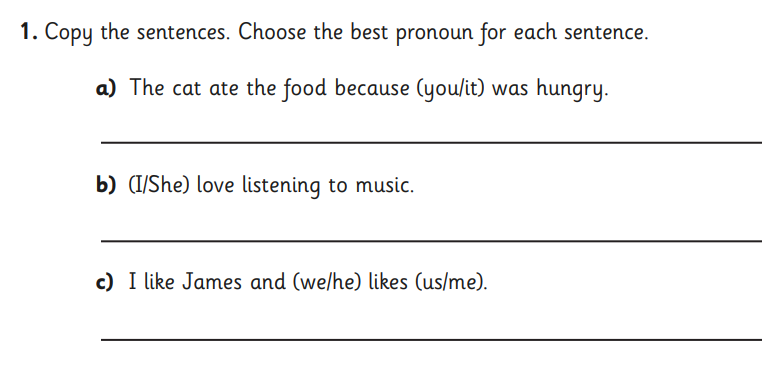 1. Copy the sentences. Choose the best pronoun for each sentence.
a) The cat ate the food because (you/it) was hungry.
b) (I/She) love listening to music.
c) I like James and (we/he) likes (us/me).